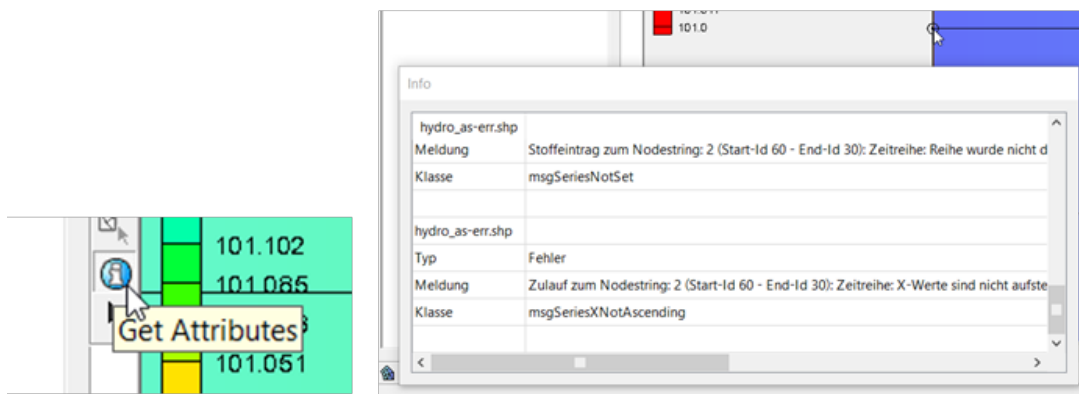 101.102
101.085
Get Attributes
101.051
101.0
Info
hydro_as-err.shp
Meldung Stoffeintrag zum Nodestring: 2 (Start-Id 60 - End-Id 30): Zeitreihe: Reihe wurde nicht d
Klasse msgSeriesNotSet
hydro_as-err.shp
Typ Fehler
Meldung Zulauf zum Nodestring: 2 (Start-Id 60 - End-Id 30): Zeitreihe: X-Werte sind nicht aufste
Klasse msgSeriesXNotAscending